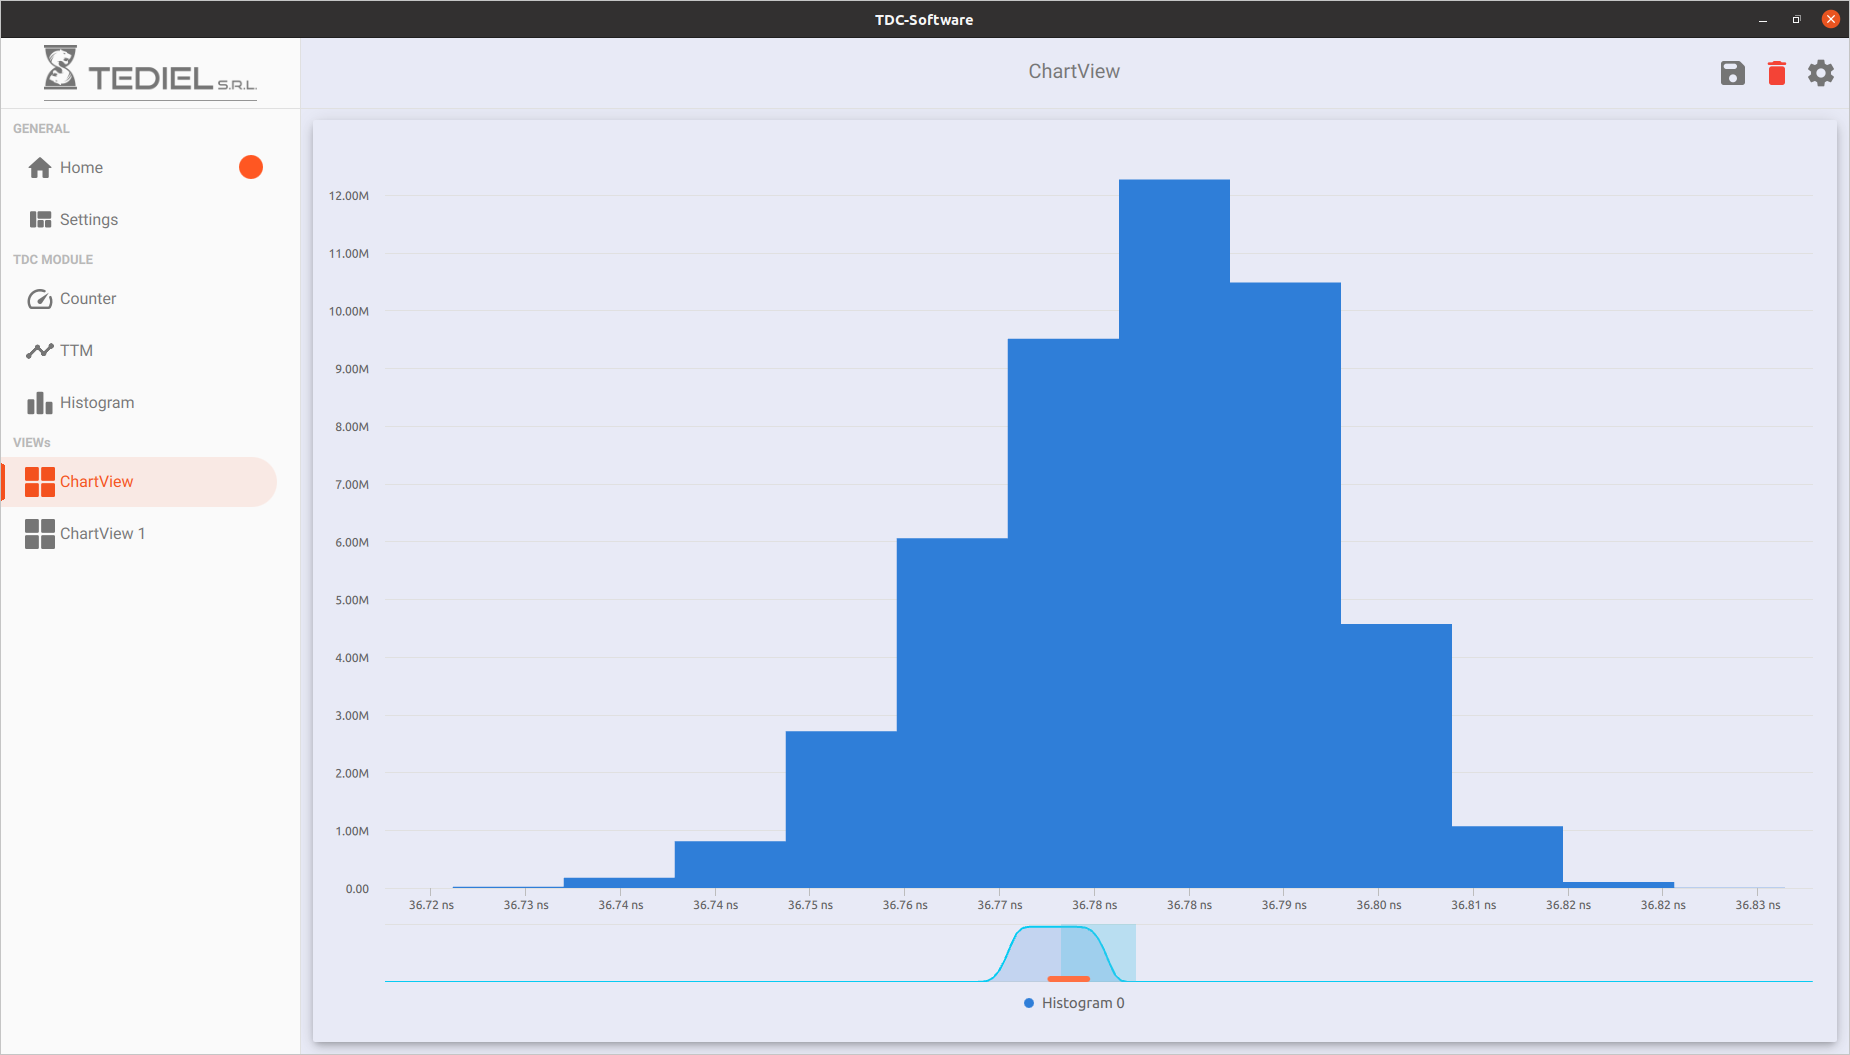 TDC-Software
TEDIEL S.R.L.
ChartView
GENERAL
Home
Settings
TDC MODULE
Counter
TTM
Histogram
VIEWs
ChartView
ChartView 1
12.00M
11.00M
10.00M
9.00M
8.00M
7.00M
6.00M
5.00M
4.00M
3.00M
2.00M
1.00M
0.00
36.72 ns 36.73 ns 36.74 ns 36.74 ns 36.75 ns 36.76 ns 36.77 ns 36.78 ns 36.78 ns 36.79 ns 36.80 ns 36.81 ns 36.82 ns 36.82 ns 36.83 ns
Histogram 0